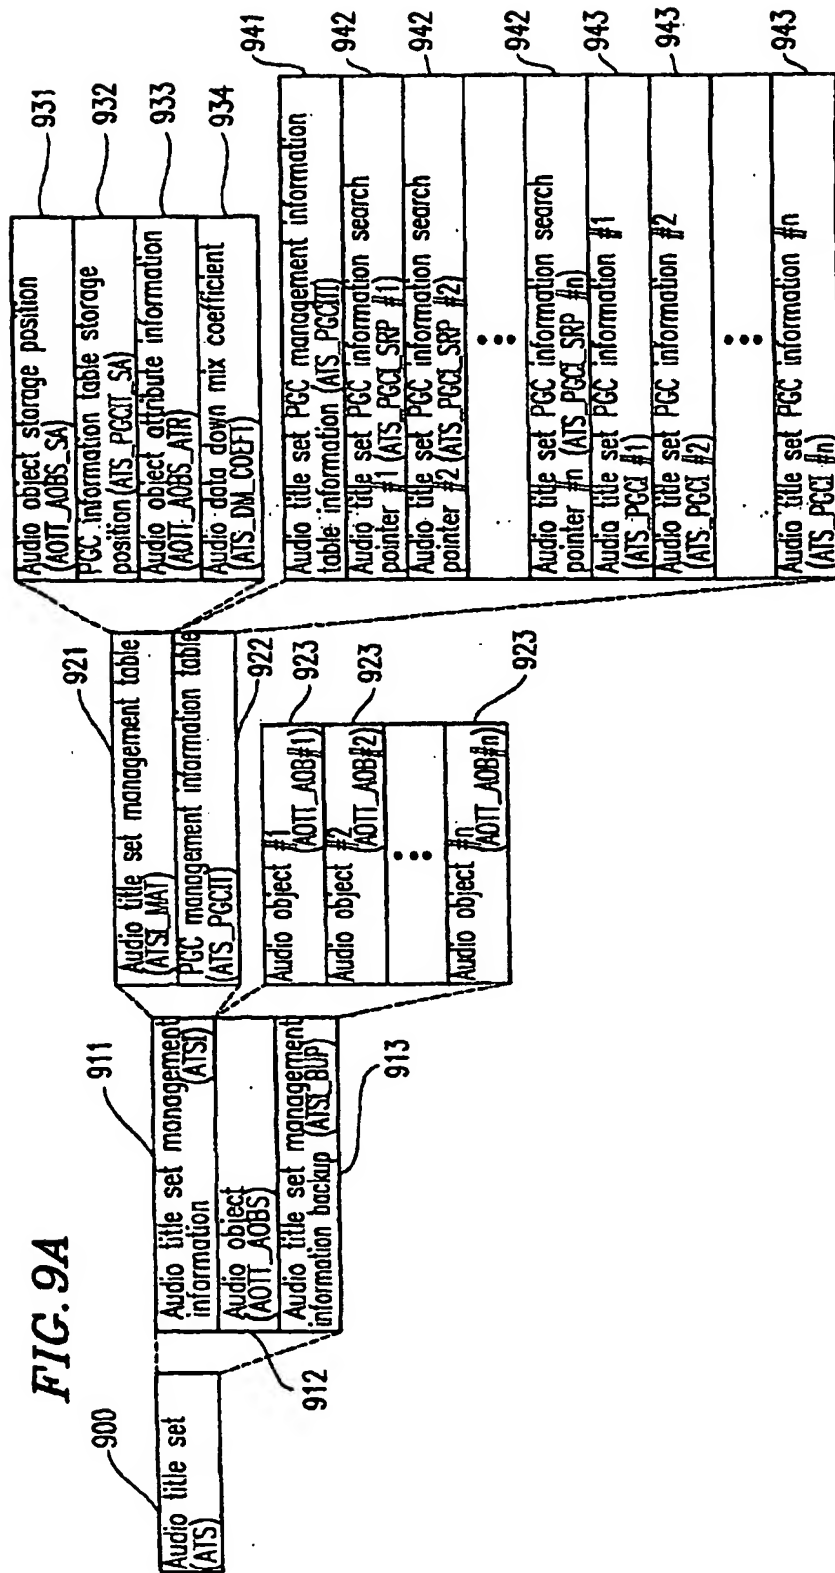 FIG. 9A
900
Audio title set
(ATS)
911
Audio title set management
information (ATSI)
Audio object
(AOTT_AOBS)
Audio title set management
information backup (ATSI_BUP)
912
913
921
Audio title set management table
(ATSI_MAT)
PGC management information table
(ATS_PGCIT)
922
Audio object #1
(AOTT_AOB#1)
923
Audio object #2
(AOTT_AOB#2)
923
•••
Audio object #n
(AOTT_AOB#n)
923
Audio object storage position
(AOTT_AOBS_SA)
931
PGC information table storage
position (ATS_PGCIT_SA)
932
Audio object attribute information
(AOTT_AOBS_ATR)
933
Audio data down mix coefficient
(ATS_DM_COEFT)
934
Audio title set PGC management information
table information (ATS_PGCITI)
941
Audio title set PGC information search
pointer #1 (ATS_PGCI_SRP #1)
942
Audio title set PGC information search
pointer #2 (ATS_PGCI_SRP #2)
942
•••
Audio title set PGC information search
pointer #n (ATS_PGCI_SRP #n)
942
Audio title set PGC information #1
(ATS_PGCI #1)
943
Audio title set PGC information #2
(ATS_PGCI #2)
943
•••
Audio title set PGC information #n
(ATS_PGCI #n)
943